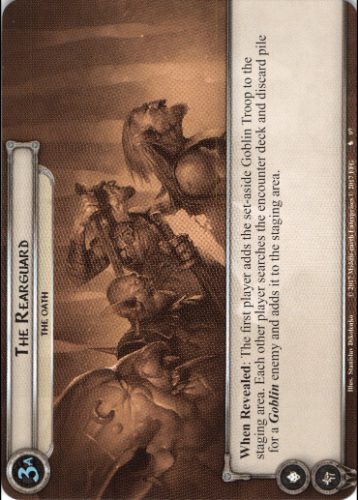 3A
THE REARGUARD
THE OATH
When Revealed: The first player adds the set-aside Goblin Troop to the
staging area. Each other player searches the encounter deck and discard pile
for a Goblin enemy and adds it to the staging area.
Illus. Stanislav Dikolenko © 2017 Middle-earth Enterprises © 2017 FFG